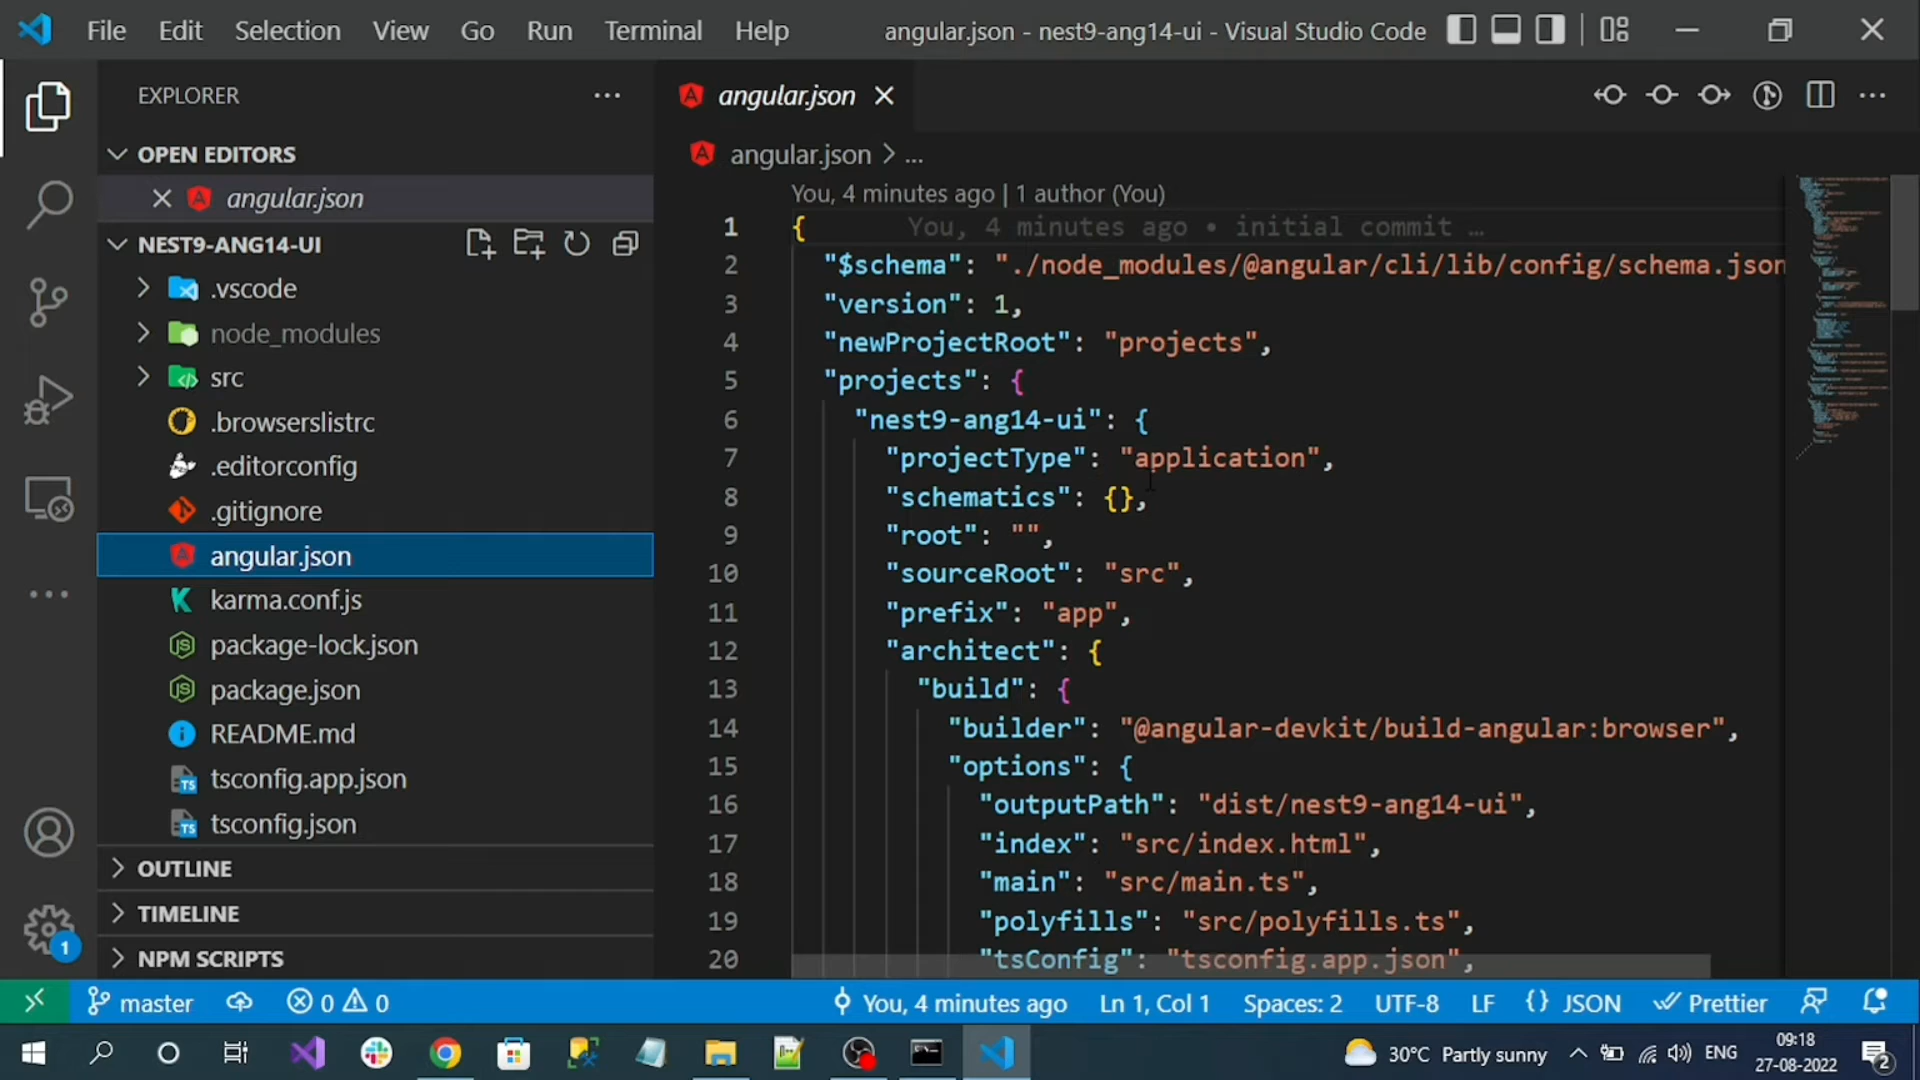 File Edit Selection View Go Run Terminal Help
angular.json - nest9-ang14-ui - Visual Studio Code
EXPLORER
OPEN EDITORS
angular.json
NEST9-ANG14-UI
.vscode
node_modules
src
.browserslistrc
.editorconfig
.gitignore
angular.json
karma.conf.js
package-lock.json
package.json
README.md
tsconfig.app.json
tsconfig.json
OUTLINE
TIMELINE
NPM SCRIPTS
1
angular.json
angular.json > ...
You, 4 minutes ago | 1 author (You)
1 { You, 4 minutes ago • initial commit …
2 "$schema": "./node_modules/@angular/cli/lib/config/schema.json
3 "version": 1,
4 "newProjectRoot": "projects",
5 "projects": {
6 "nest9-ang14-ui": {
7 "projectType": "application",
8 "schematics": {},
9 "root": "",
10 "sourceRoot": "src",
11 "prefix": "app",
12 "architect": {
13 "build": {
14 "builder": "@angular-devkit/build-angular:browser",
15 "options": {
16 "outputPath": "dist/nest9-ang14-ui",
17 "index": "src/index.html",
18 "main": "src/main.ts",
19 "polyfills": "src/polyfills.ts",
20 "tsConfig": "tsconfig.app.json",
master 0 0 You, 4 minutes ago Ln 1, Col 1 Spaces: 2 UTF-8 LF {} JSON Prettier
30°C Partly sunny ENG 09:18
27-08-2022 2